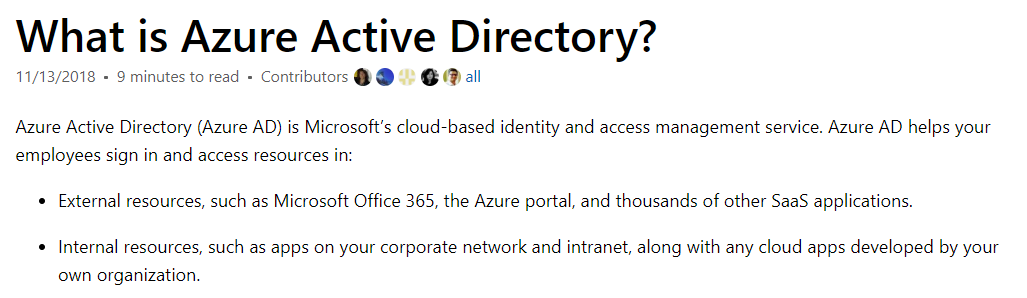 What is Azure Active Directory?
11/13/2018 • 9 minutes to read • Contributors all
Azure Active Directory (Azure AD) is Microsoft’s cloud-based identity and access management service. Azure AD helps your
employees sign in and access resources in:
• External resources, such as Microsoft Office 365, the Azure portal, and thousands of other SaaS applications.
• Internal resources, such as apps on your corporate network and intranet, along with any cloud apps developed by your
own organization.